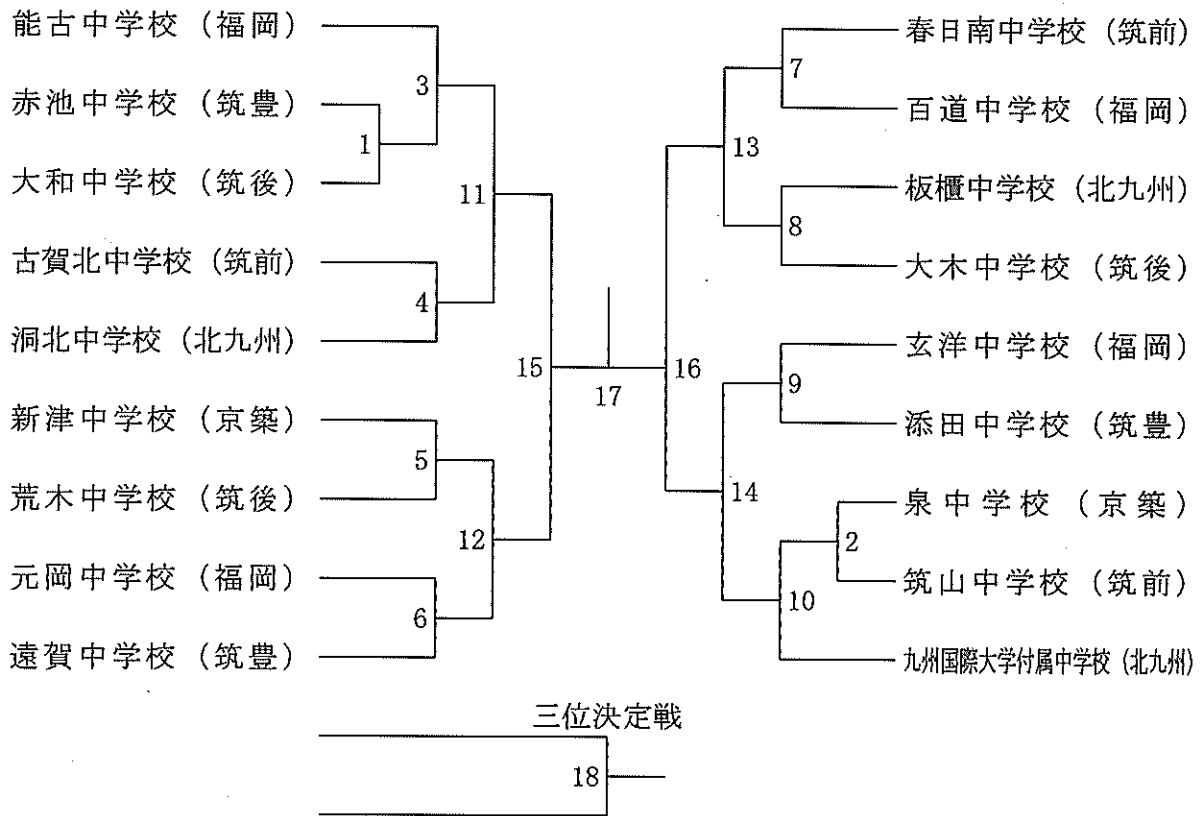 能古中学校（福岡）
赤池中学校（筑豊）
大和中学校（筑後）
古賀北中学校（筑前）
洞北中学校（北九州）
新津中学校（京築）
荒木中学校（筑後）
元岡中学校（福岡）
遠賀中学校（筑豊）
3
1
11
4
15
5
12
6
17
春日南中学校（筑前）
百道中学校（福岡）
板櫃中学校（北九州）
大木中学校（筑後）
玄洋中学校（福岡）
添田中学校（筑豊）
泉中学校（京築）
筑山中学校（筑前）
九州国際大学付属中学校（北九州）
7
13
8
16
9
14
2
10
三位決定戦
18